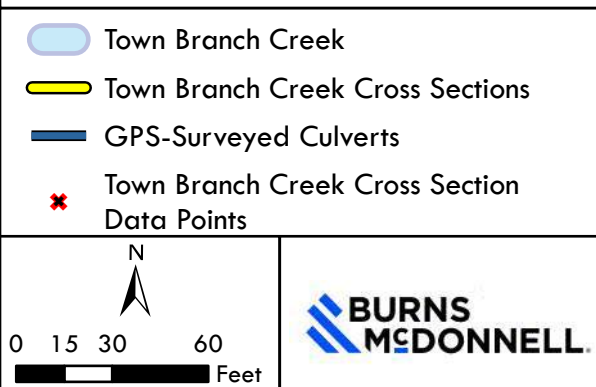 Town Branch Creek
Town Branch Creek Cross Sections
GPS-Surveyed Culverts
Town Branch Creek Cross Section
Data Points
N
0 15 30 60
Feet
BURNS
McDONNELL.